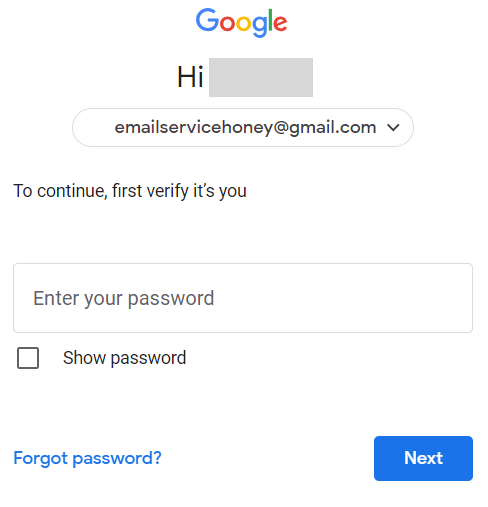 Google
Hi
emailservicehoney@gmail.com
To continue, first verify it’s you
Enter your password
Show password
Forgot password?
Next